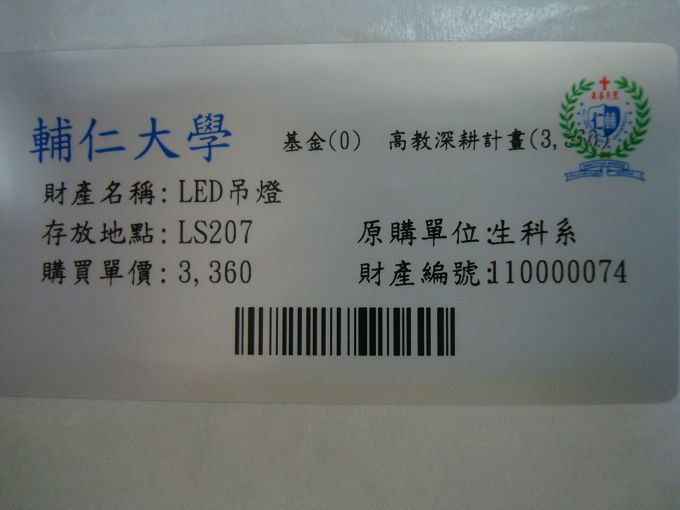 輔仁大學 基金(0) 高教深耕計畫(3,360)
財產名稱: LED吊燈
存放地點: LS207 原購單位:生科系
購買單價: 3,360 財產編號:110000074